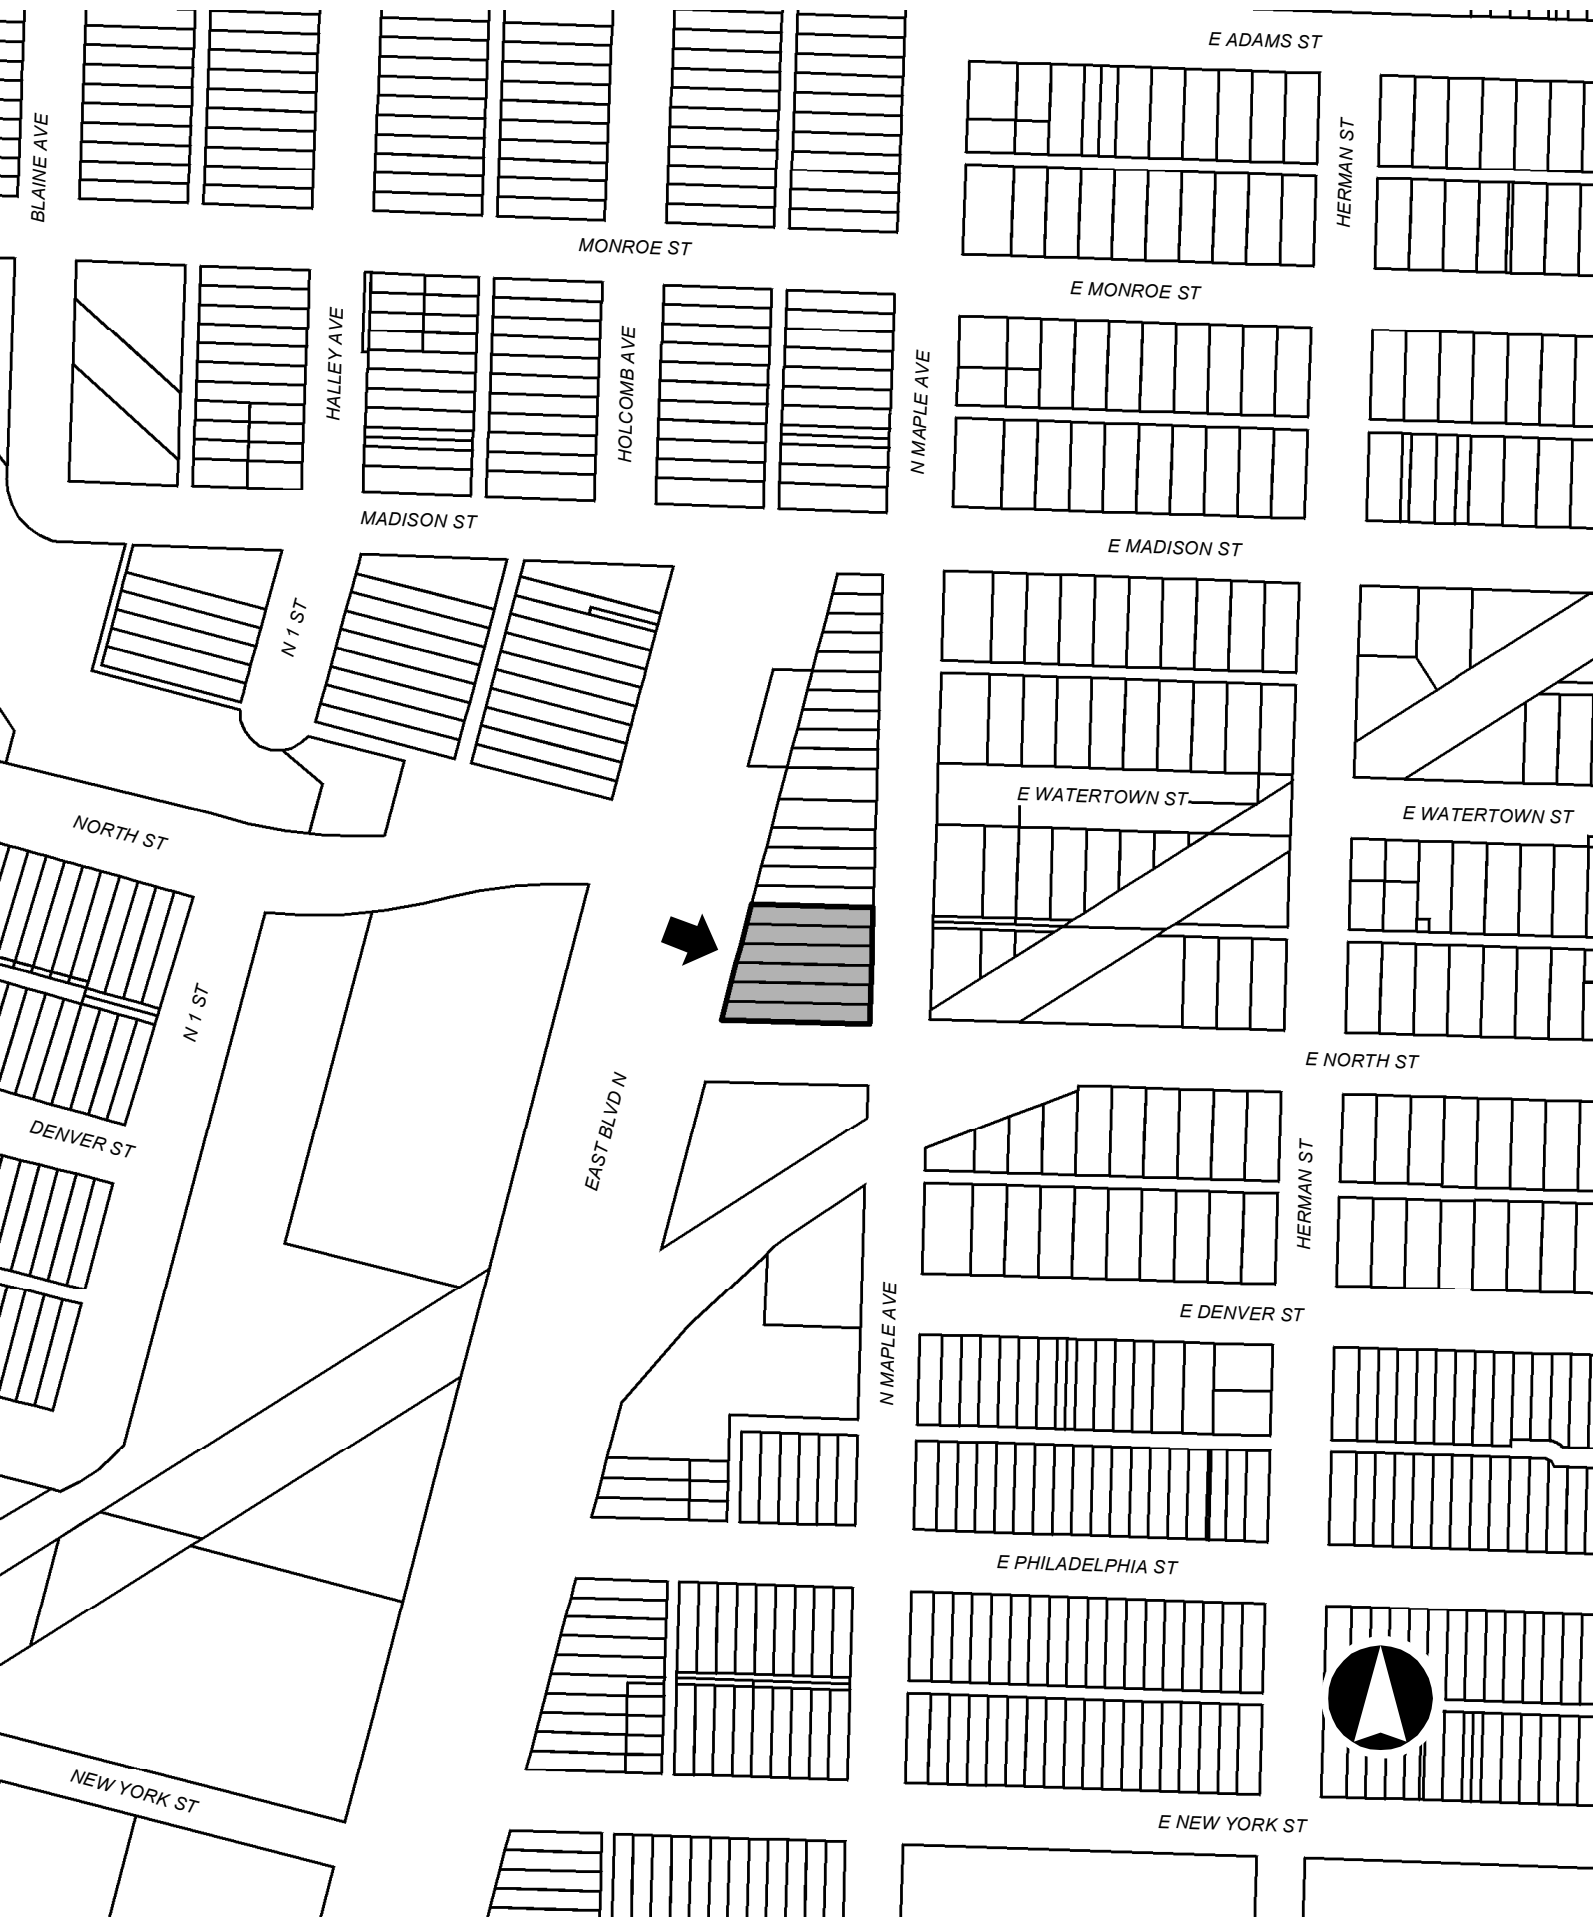 E ADAMS ST
BLAINE AVE
HERMAN ST
MONROE ST
E MONROE ST
HALLEY AVE
HOLCOMB AVE
N MAPLE AVE
MADISON ST
E MADISON ST
N 1 ST
E WATERTOWN ST
E WATERTOWN ST
NORTH ST
N 1 ST
E NORTH ST
EAST BLVD N
DENVER ST
HERMAN ST
N MAPLE AVE
E DENVER ST
E PHILADELPHIA ST
NEW YORK ST
E NEW YORK ST